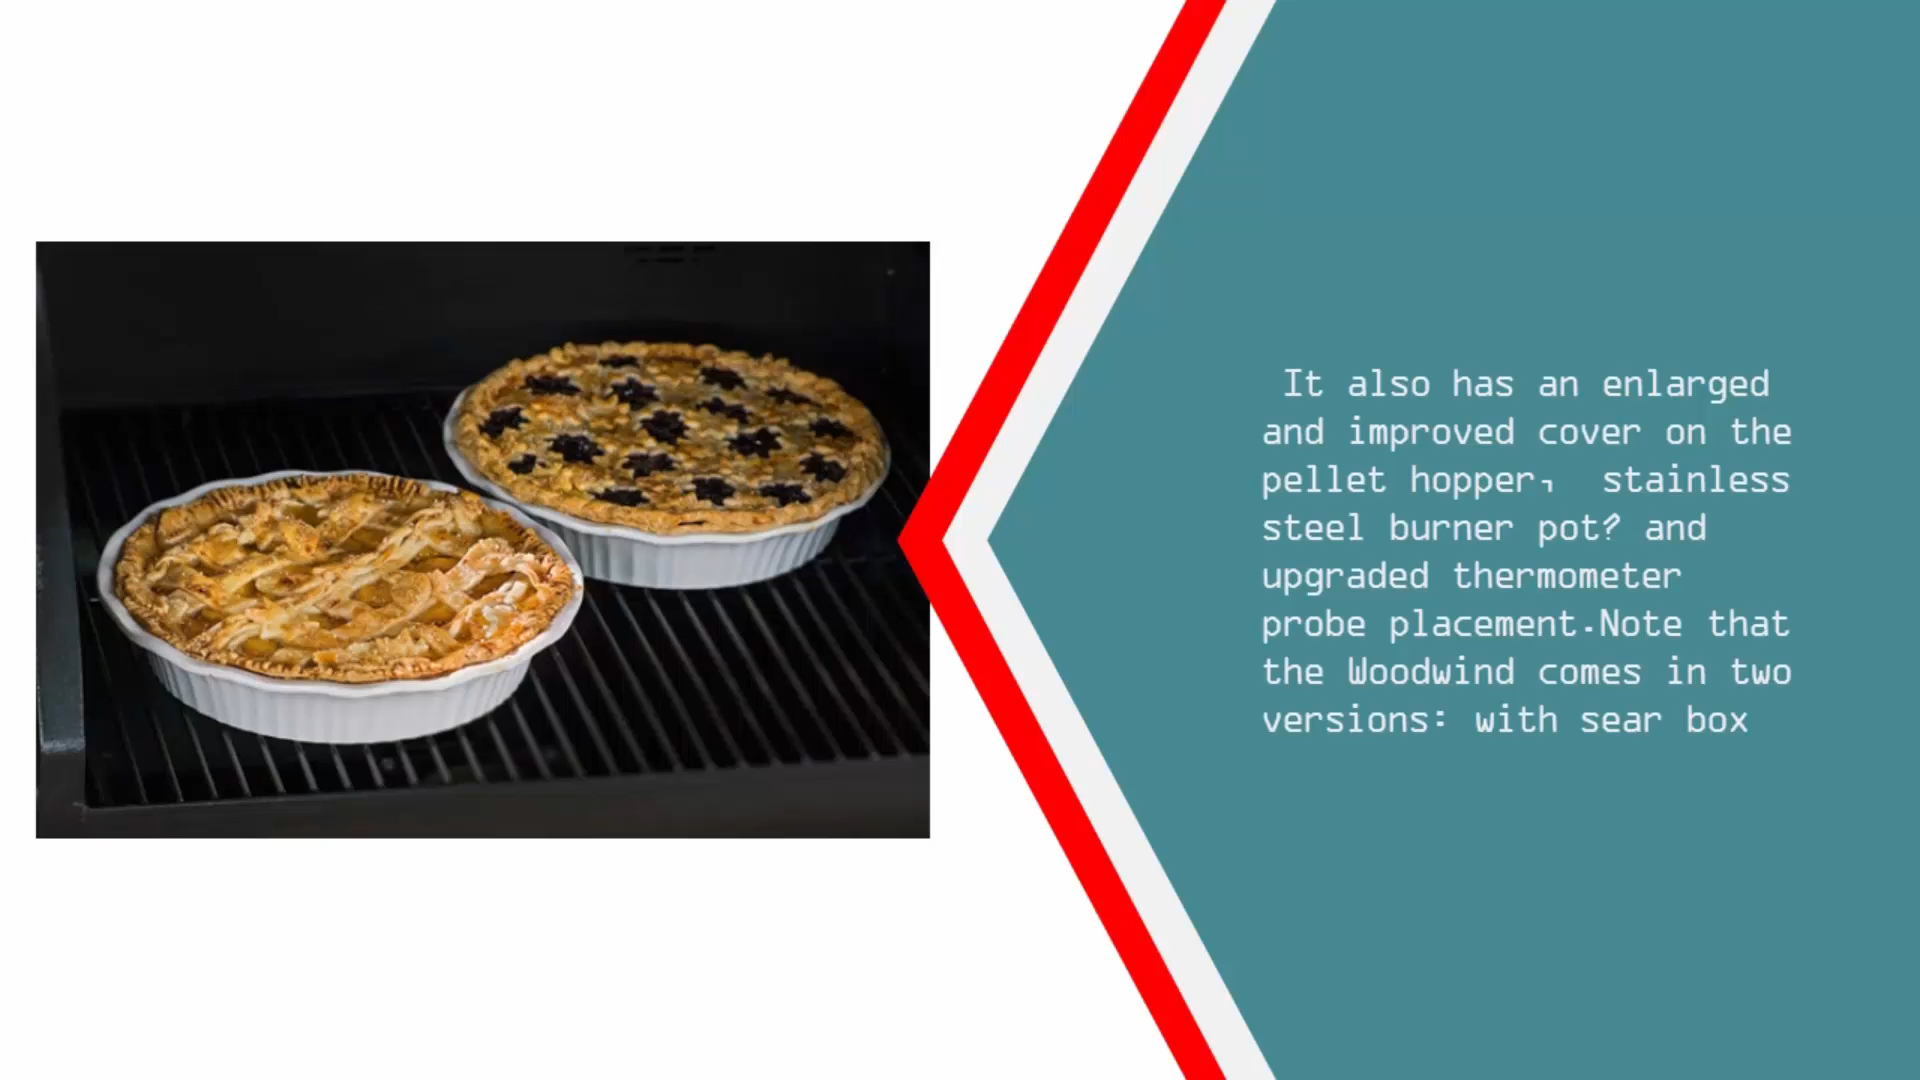 It also has an enlarged
and improved cover on the
pellet hopper, stainless
steel burner pot? and
upgraded thermometer
probe placement.Note that
the Woodwind comes in two
versions: with sear box